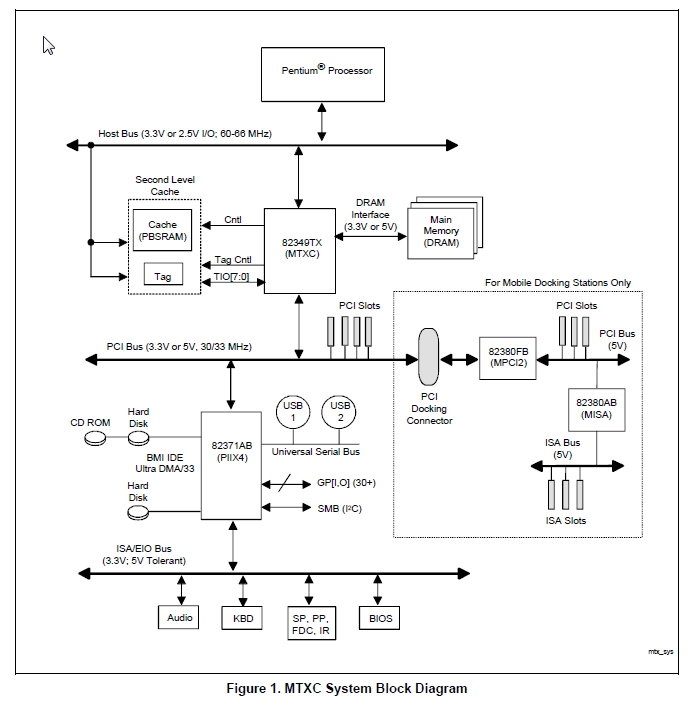 Pentium® Processor
Host Bus (3.3V or 2.5V I/O; 60-66 MHz)
Second Level
Cache
Cache
(PBSRAM)
Tag
Cntl
Tag Cntl
TIO[7:0]
82349TX
(MTXC)
DRAM
Interface
(3.3V or 5V)
Main
Memory
(DRAM)
For Mobile Docking Stations Only
PCI Slots
PCI Slots
PCI Bus
(5V)
PCI Bus (3.3V or 5V, 30/33 MHz)
82380FB
(MPCI2)
PCI
Docking
Connector
82380AB
(MISA)
ISA Bus
(5V)
ISA Slots
CD ROM
Hard
Disk
BMI IDE
Ultra DMA/33
Hard
Disk
82371AB
(PIIX4)
USB
1
USB
2
Universal Serial Bus
GP[I,O] (30+)
SMB (I²C)
ISA/EIO Bus
(3.3V; 5V Tolerant)
Audio
KBD
SP, PP,
FDC, IR
BIOS
mtx_sys
Figure 1. MTXC System Block Diagram